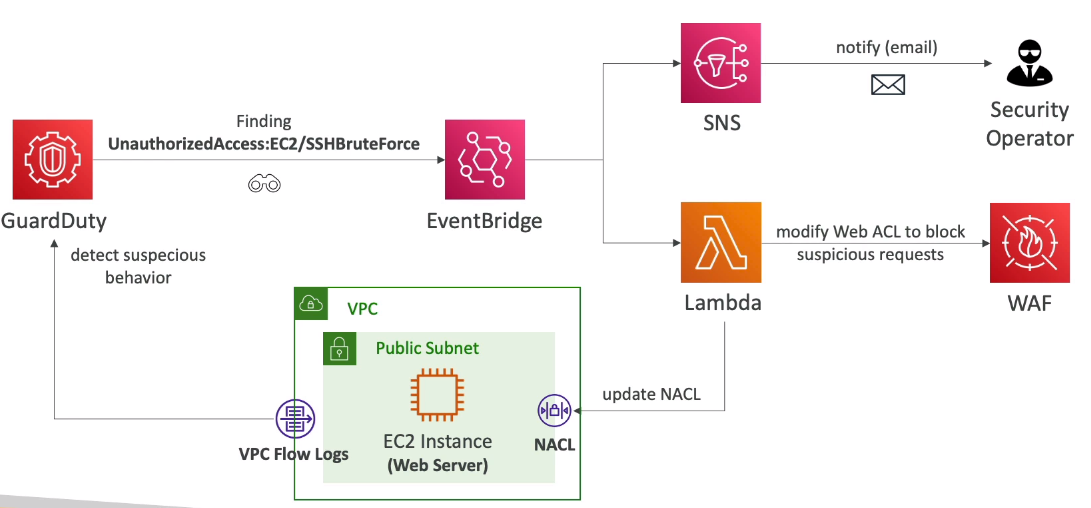 SNS
notify (email)
Security
Operator
Finding
UnauthorizedAccess:EC2/SSHBruteForce
GuardDuty
EventBridge
detect suspecious
behavior
Lambda
modify Web ACL to block
suspicious requests
WAF
VPC
Public Subnet
EC2 Instance
(Web Server)
VPC Flow Logs
NACL
update NACL